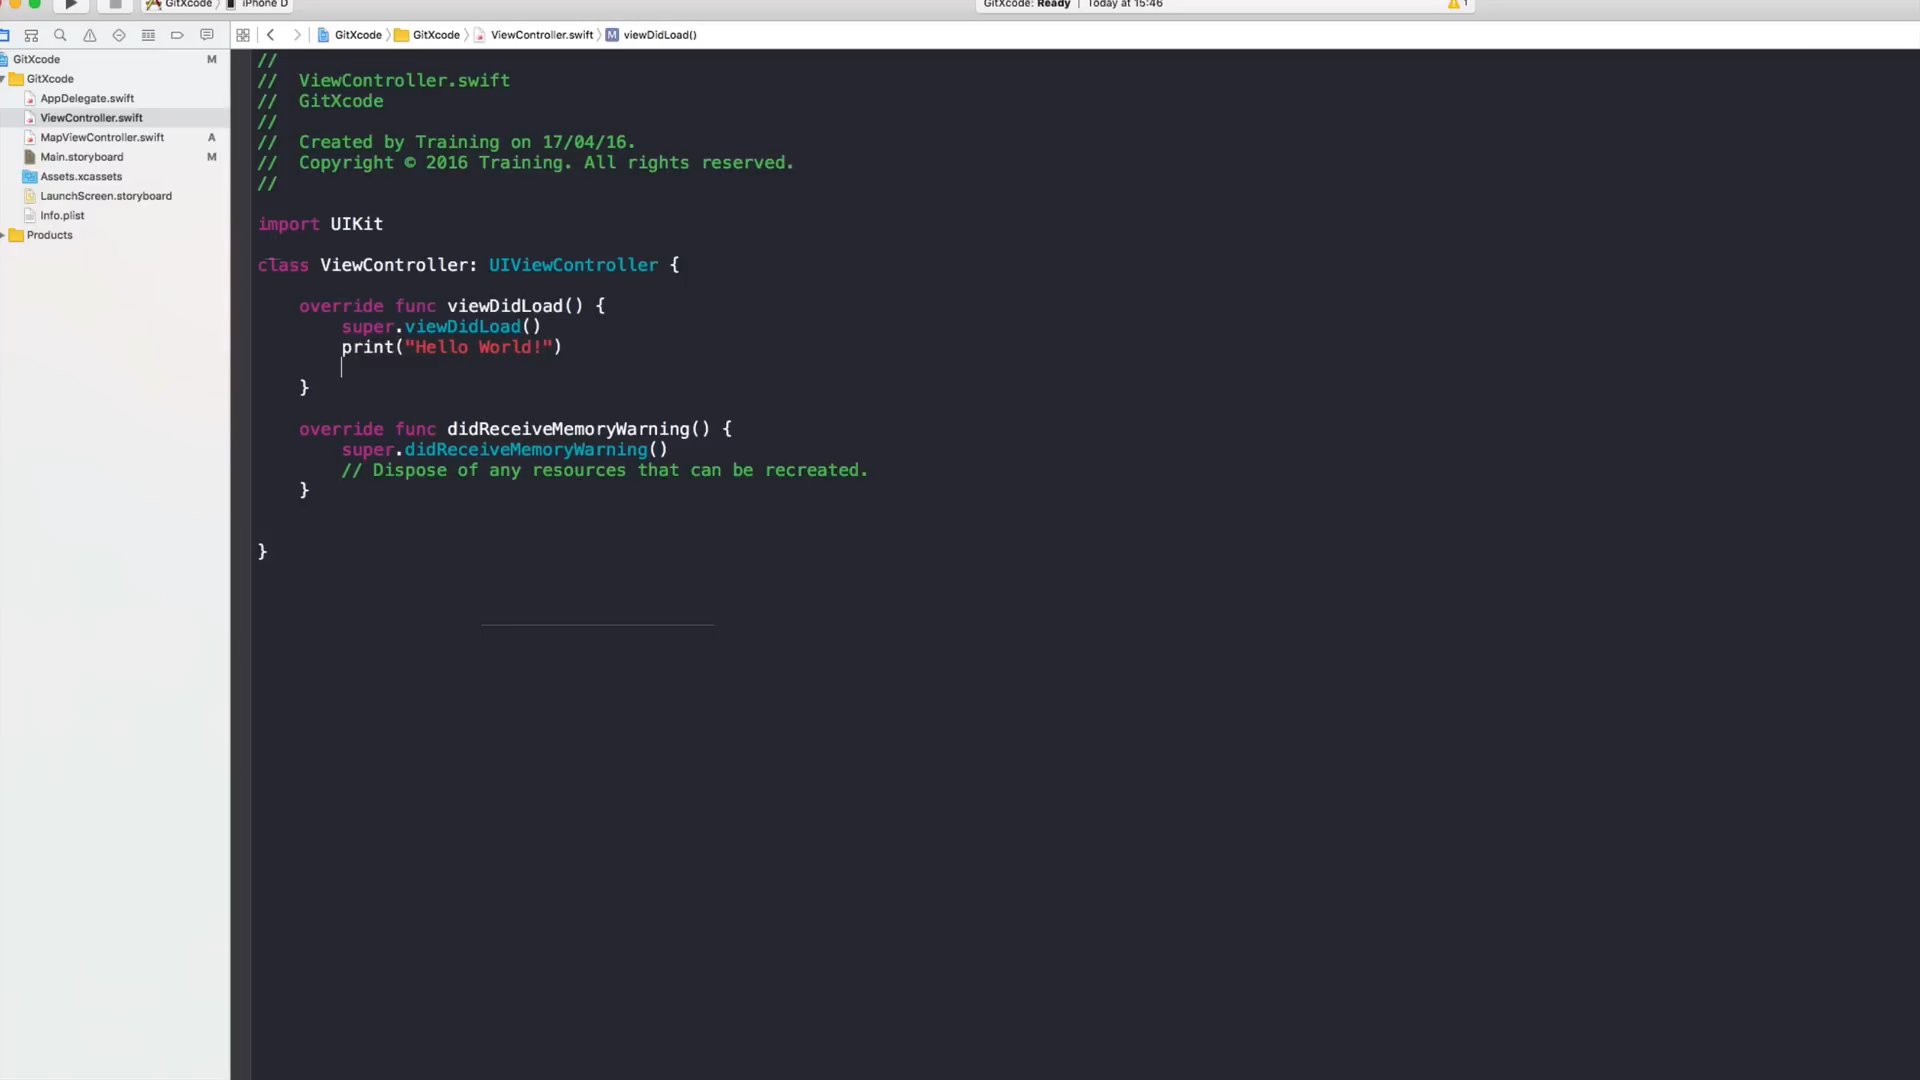 GitXcode iPhone D GitXcode: Ready Today at 15:46 1
GitXcode GitXcode ViewController.swift M viewDidLoad()
GitXcode M
GitXcode
AppDelegate.swift
ViewController.swift
MapViewController.swift A
Main.storyboard M
Assets.xcassets
LaunchScreen.storyboard
Info.plist
Products
//
// ViewController.swift
// GitXcode
//
// Created by Training on 17/04/16.
// Copyright © 2016 Training. All rights reserved.
//
import UIKit
class ViewController: UIViewController {
override func viewDidLoad() {
super.viewDidLoad()
print("Hello World!")
}
override func didReceiveMemoryWarning() {
super.didReceiveMemoryWarning()
// Dispose of any resources that can be recreated.
}
}